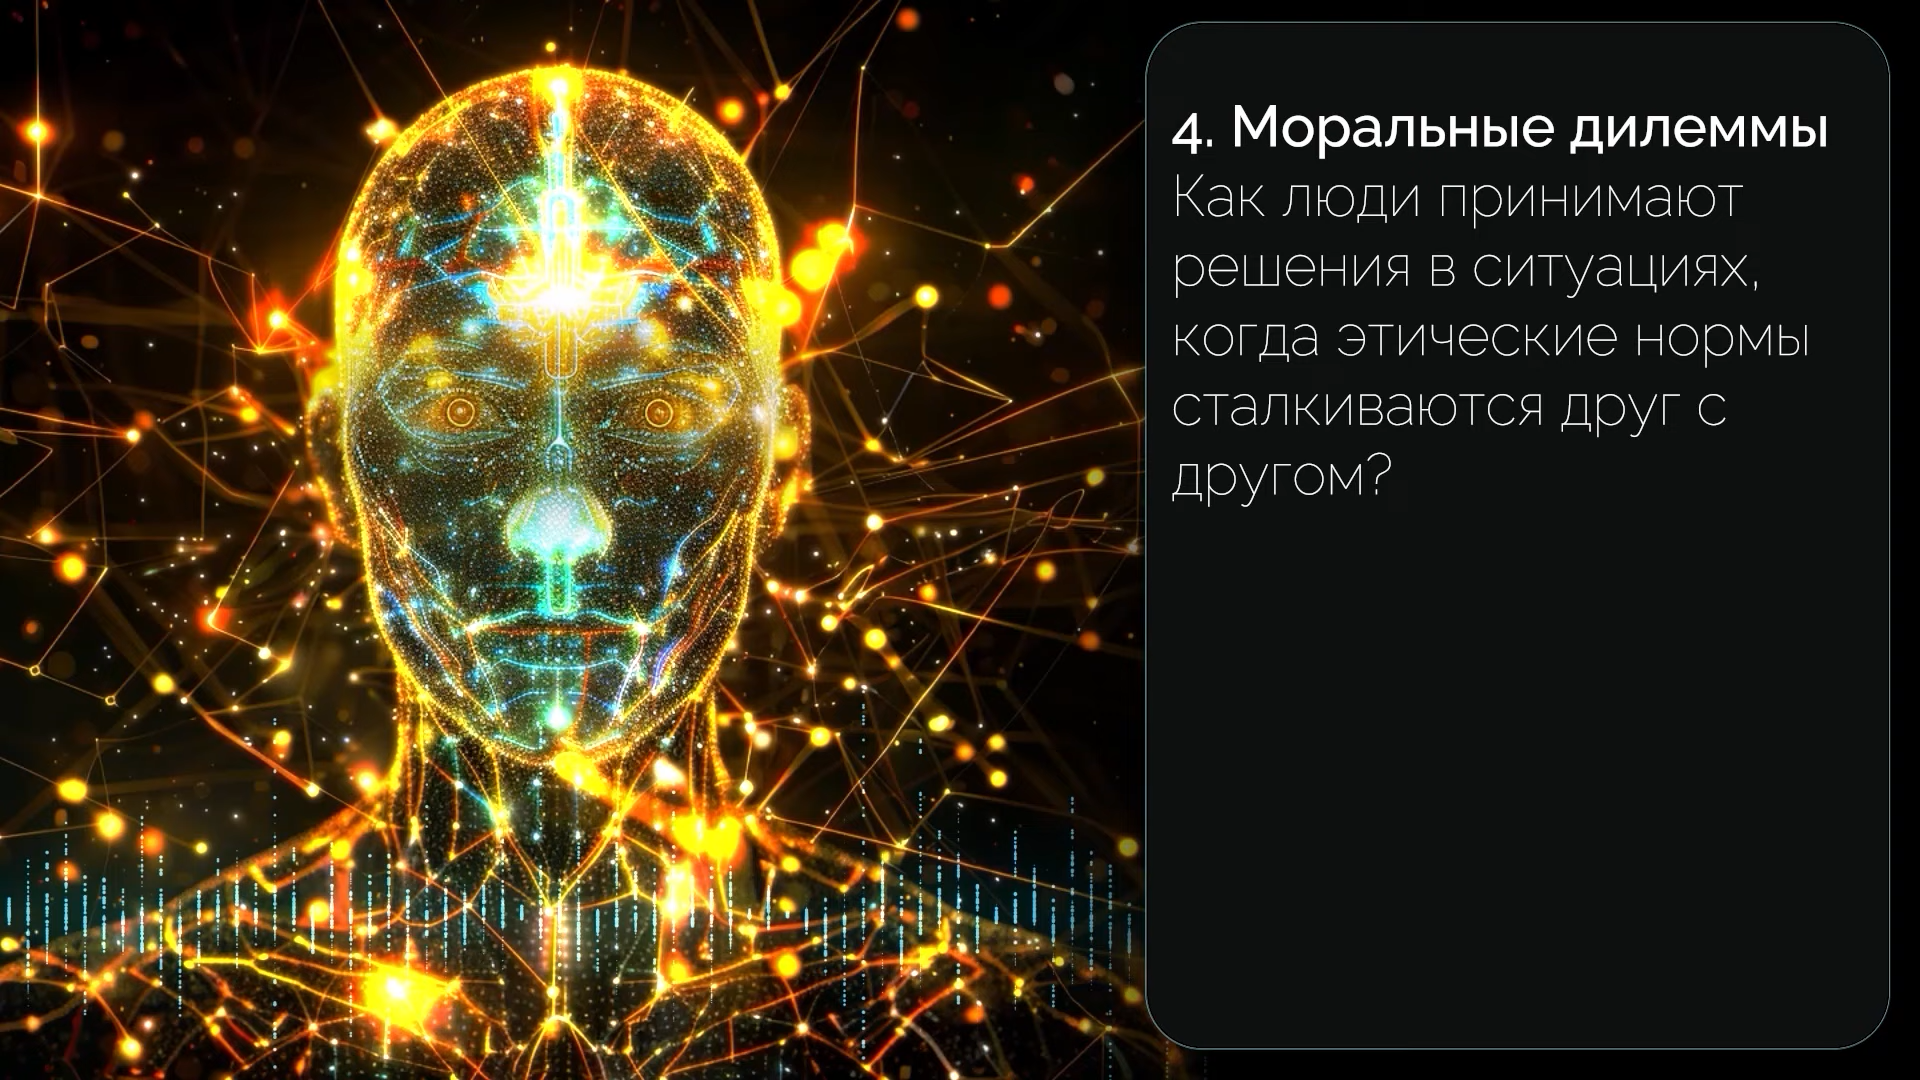 4. Моральные дилеммы
Как люди принимают
решения в ситуациях,
когда этические нормы
сталкиваются друг с
другом?